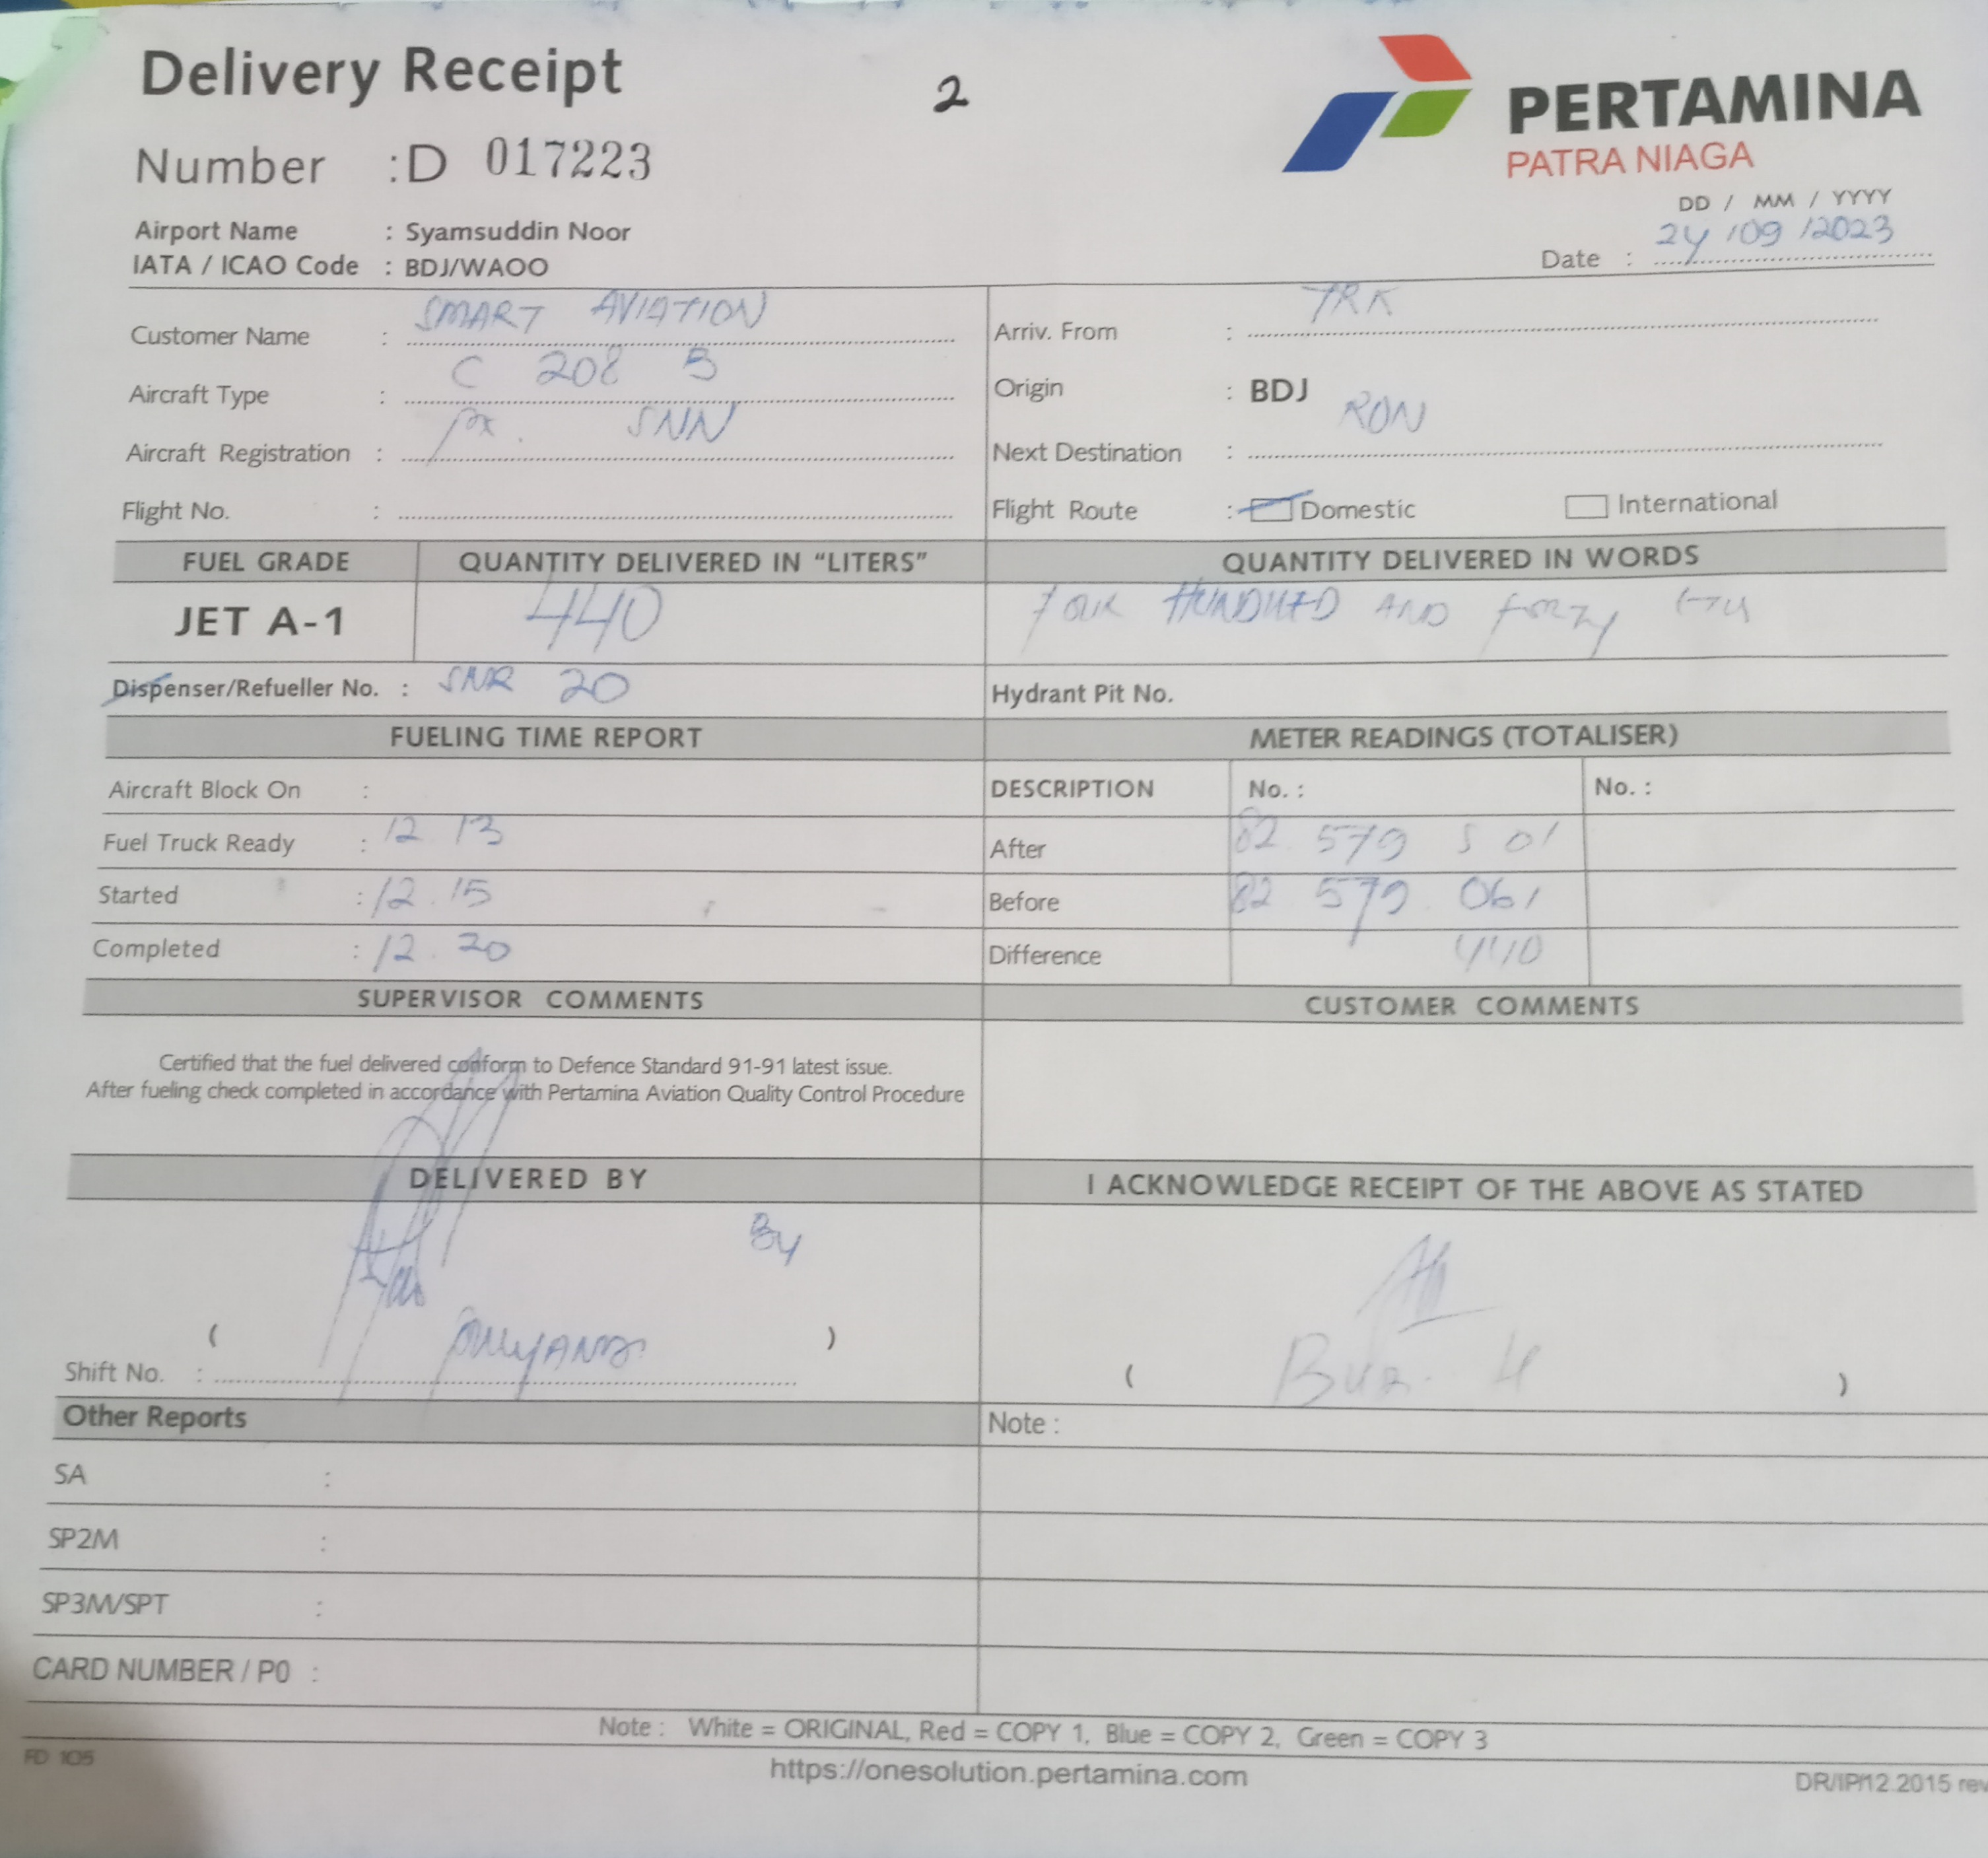 Delivery Receipt
2
PERTAMINA
PATRA NIAGA
Number :D 017223
DD / MM / YYYY
Date : 24/09/2023
Airport Name : Syamsuddin Noor
IATA / ICAO Code : BDJ/WAOO
Customer Name : SMART AVIATION
Arriv. From : TRK
Aircraft Type : C 208 B
Origin : BDJ
Aircraft Registration : PK. SNN
Next Destination : RON
Flight No. :
Flight Route : Domestic International
FUEL GRADE QUANTITY DELIVERED IN “LITERS” QUANTITY DELIVERED IN WORDS
JET A-1 440 FOUR HUNDRED AND FORTY
Dispenser/Refueller No. : SNR 20
Hydrant Pit No.
FUELING TIME REPORT METER READINGS (TOTALISER)
Aircraft Block On :
DESCRIPTION No. : No. :
Fuel Truck Ready : 12 13
After 82. 579 501
Started : 12.15
Before 82 579. 061
Completed : 12.20
Difference 440
SUPERVISOR COMMENTS CUSTOMER COMMENTS
Certified that the fuel delivered conform to Defence Standard 91-91 latest issue.
After fueling check completed in accordance with Pertamina Aviation Quality Control Procedure
DELIVERED BY I ACKNOWLEDGE RECEIPT OF THE ABOVE AS STATED
( )
Shift No. :
( )
Other Reports Note :
SA :
SP2M :
SP3M/SPT :
CARD NUMBER / P0 :
Note : White = ORIGINAL, Red = COPY 1, Blue = COPY 2, Green = COPY 3
FD 105
https://onesolution.pertamina.com
DR/IP/12.2015 rev